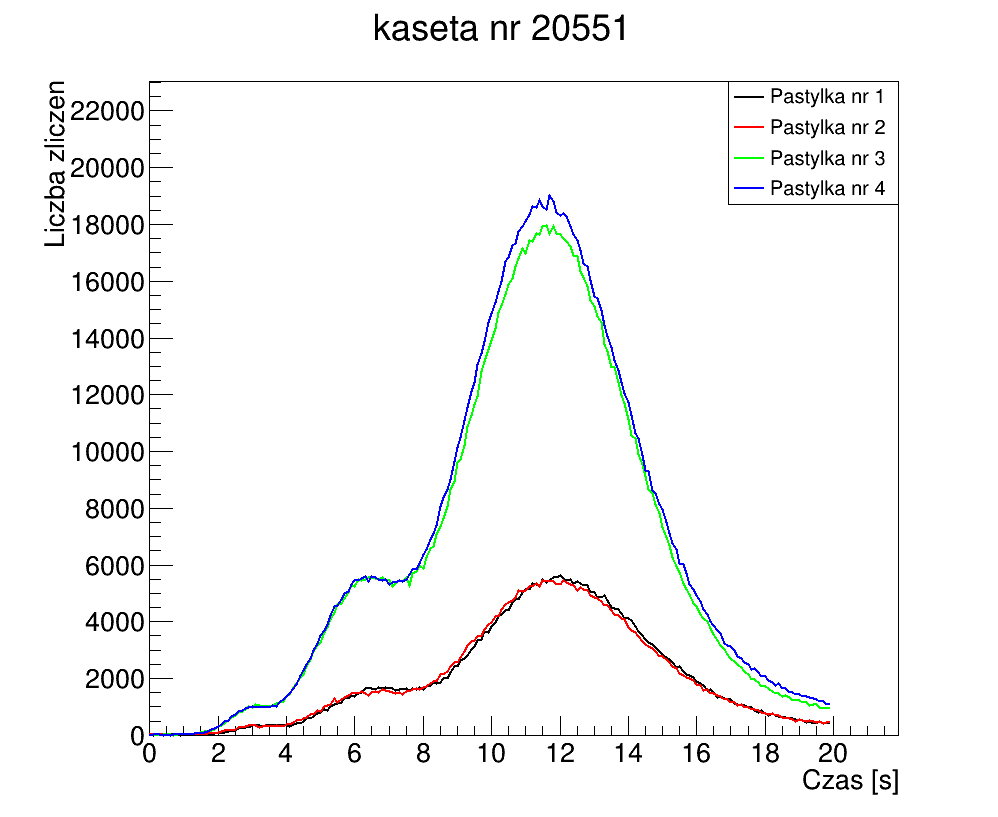 kaseta nr 20551
Liczba zliczen
22000
20000
18000
16000
14000
12000
10000
8000
6000
4000
2000
0
Pastylka nr 1
Pastylka nr 2
Pastylka nr 3
Pastylka nr 4
0 2 4 6 8 10 12 14 16 18 20
Czas [s]